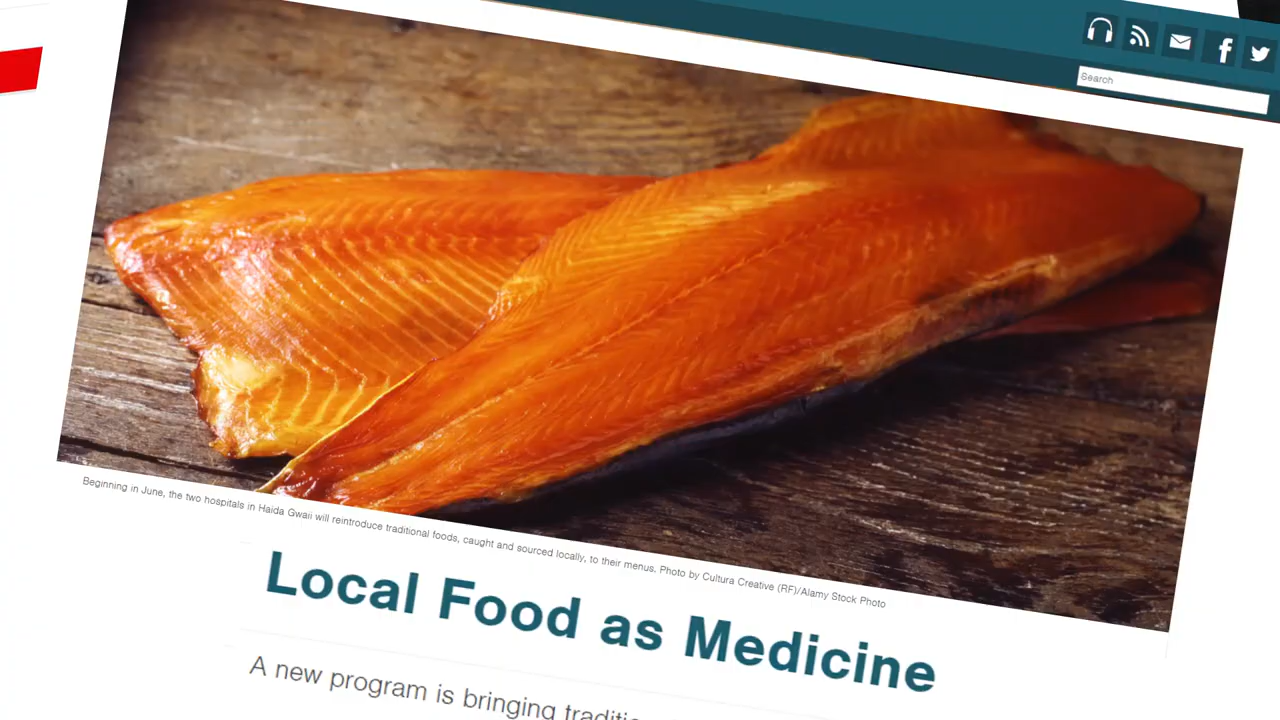 Search
Beginning in June, the two hospitals in Haida Gwaii will reintroduce traditional foods, caught and sourced locally, to their menus. Photo by Cultura Creative (RF)/Alamy Stock Photo
Local Food as Medicine
A new program is bringing